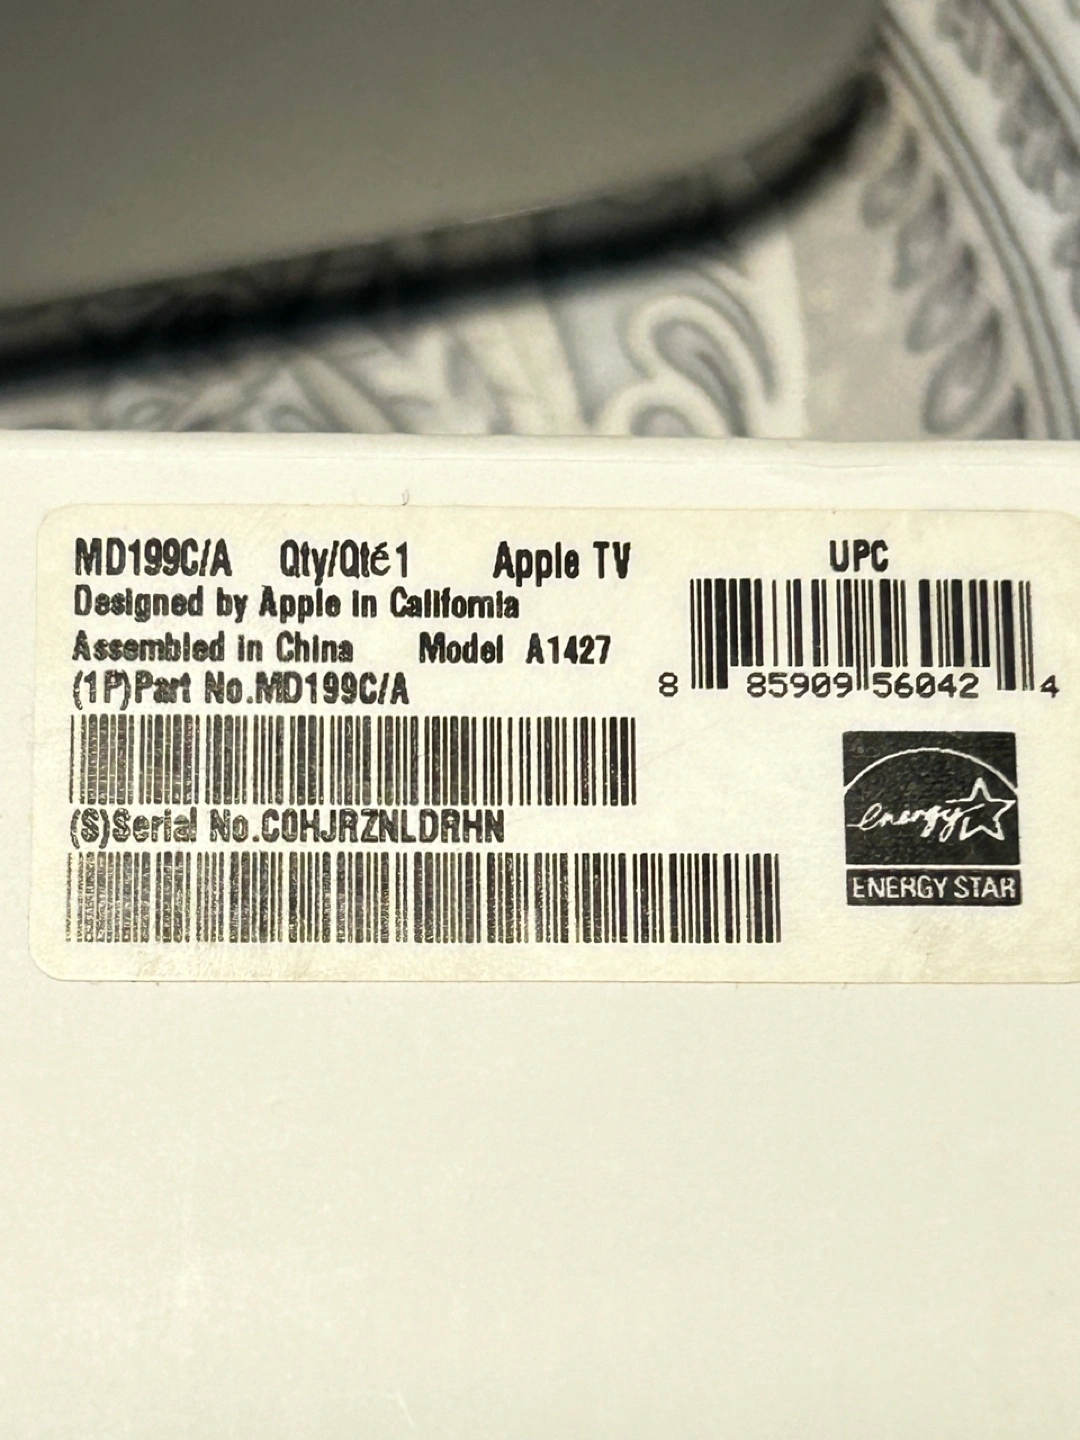 MD199C/A Qty/Qté 1 Apple TV UPC
Designed by Apple in California
Assembled in China Model A1427
(1P)Part No.MD199C/A
8 85909 56042 4
(S)Serial No.C0HJRZNLDRHN
energy
ENERGY STAR